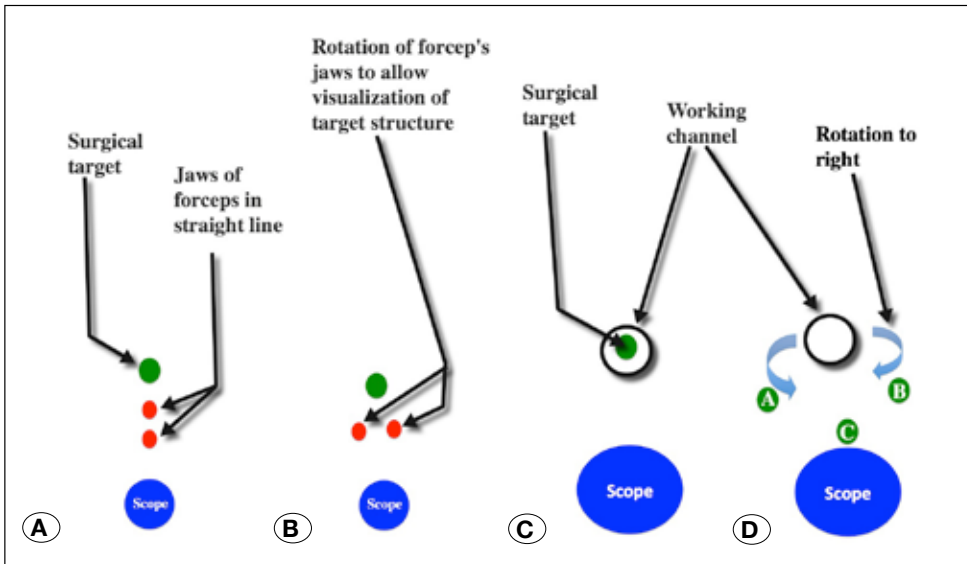 Surgical
target
Jaws of
forceps in
straight line
Scope
A
Rotation of forcep's
jaws to allow
visualization of
target structure
Scope
B
Surgical
target
Working
channel
Scope
C
Rotation to
right
A
B
C
Scope
D